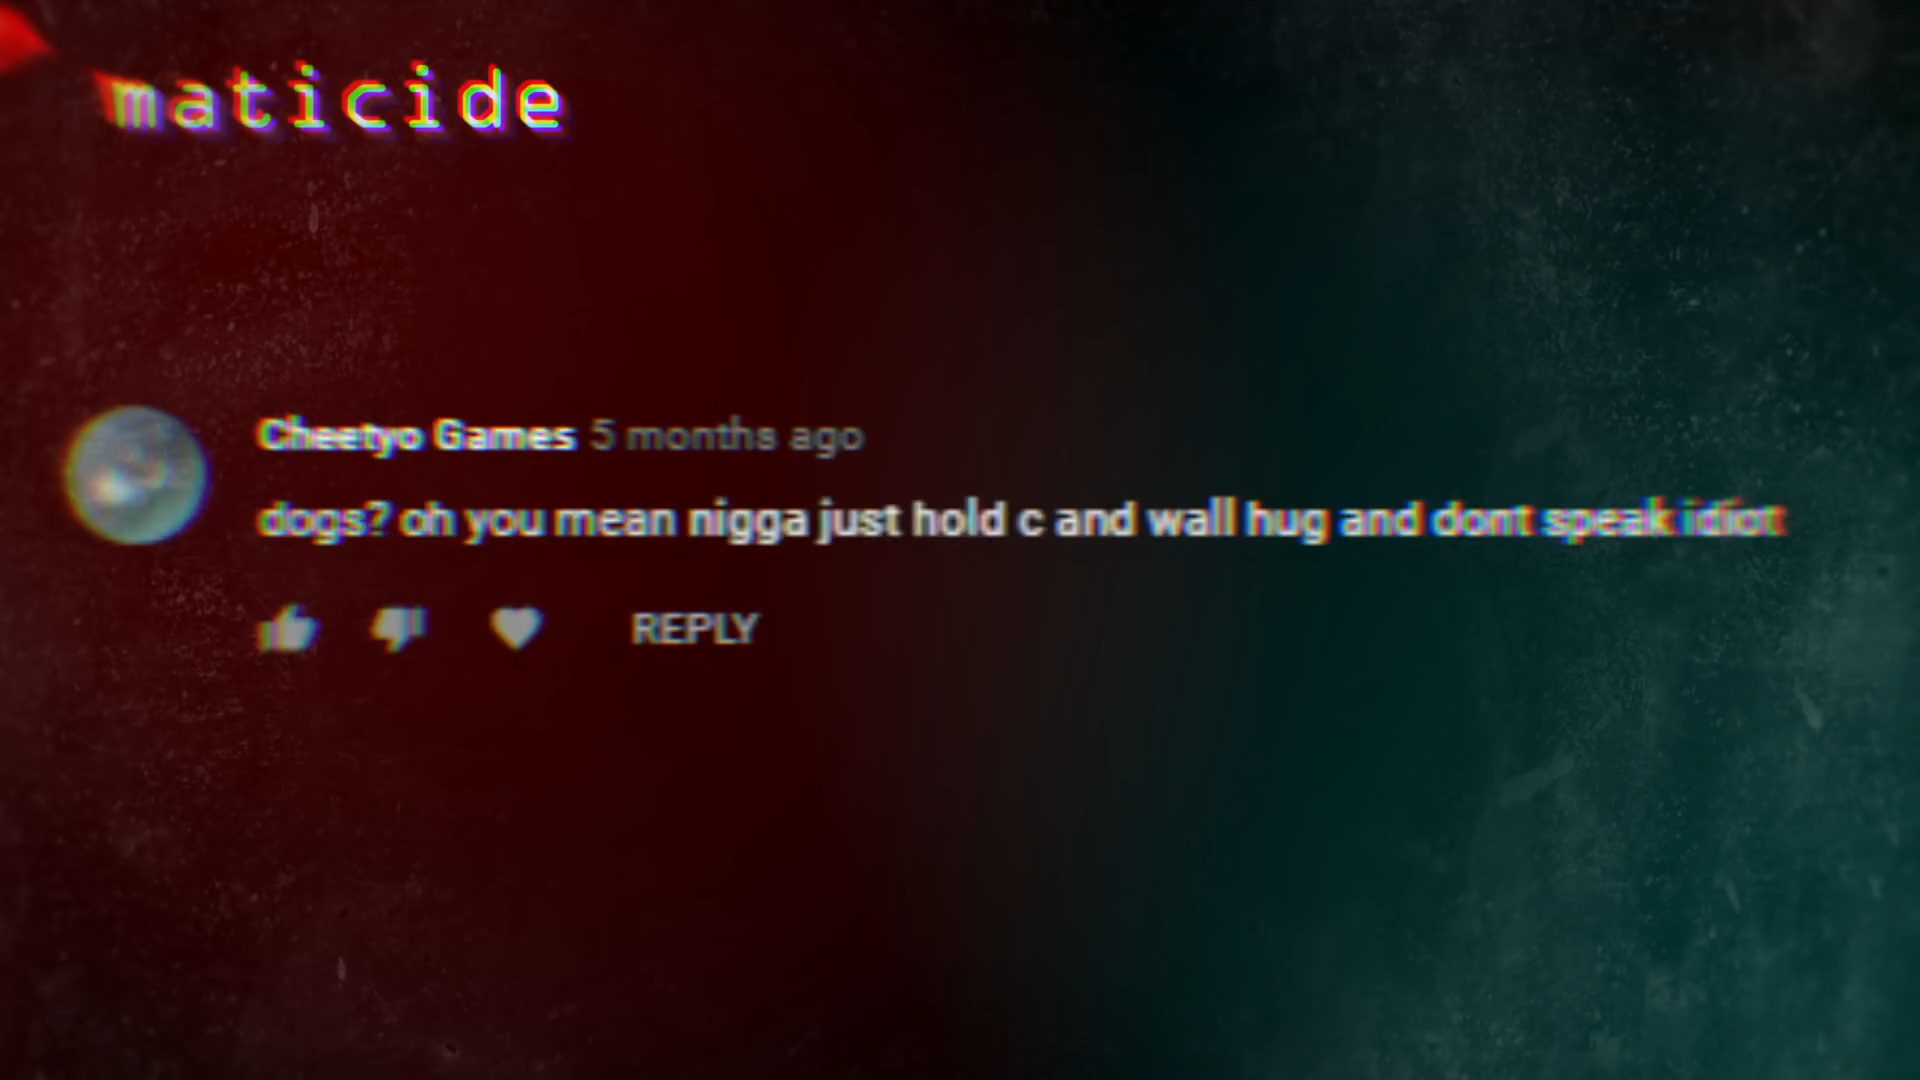 maticide
Cheetyo Games 5 months ago
dogs? oh you mean nigga just hold c and wall hug and dont speak idiot
REPLY